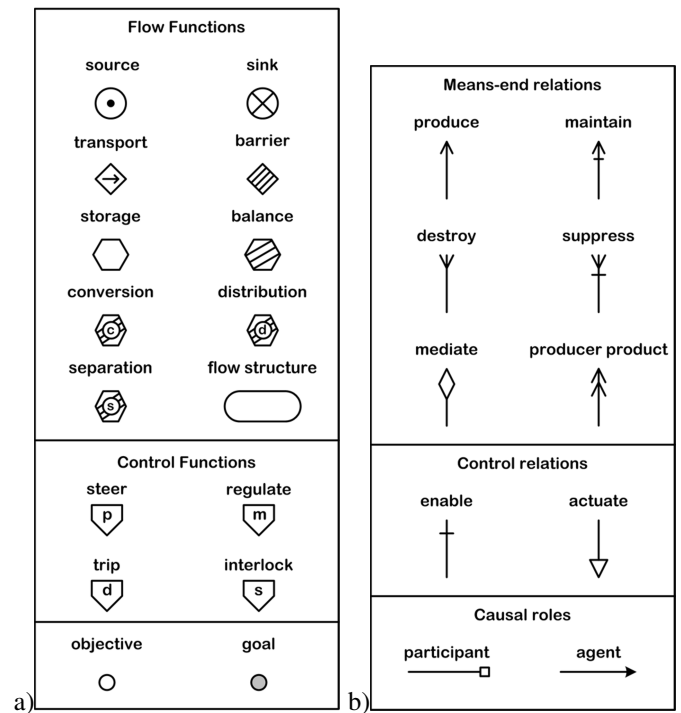 Flow Functions
source sink
transport barrier
storage balance
conversion distribution
c d
separation flow structure
s
Control Functions
steer regulate
p m
trip interlock
d s
objective goal
a)
Means-end relations
produce maintain
destroy suppress
mediate producer product
Control relations
enable actuate
Causal roles
participant agent
b)